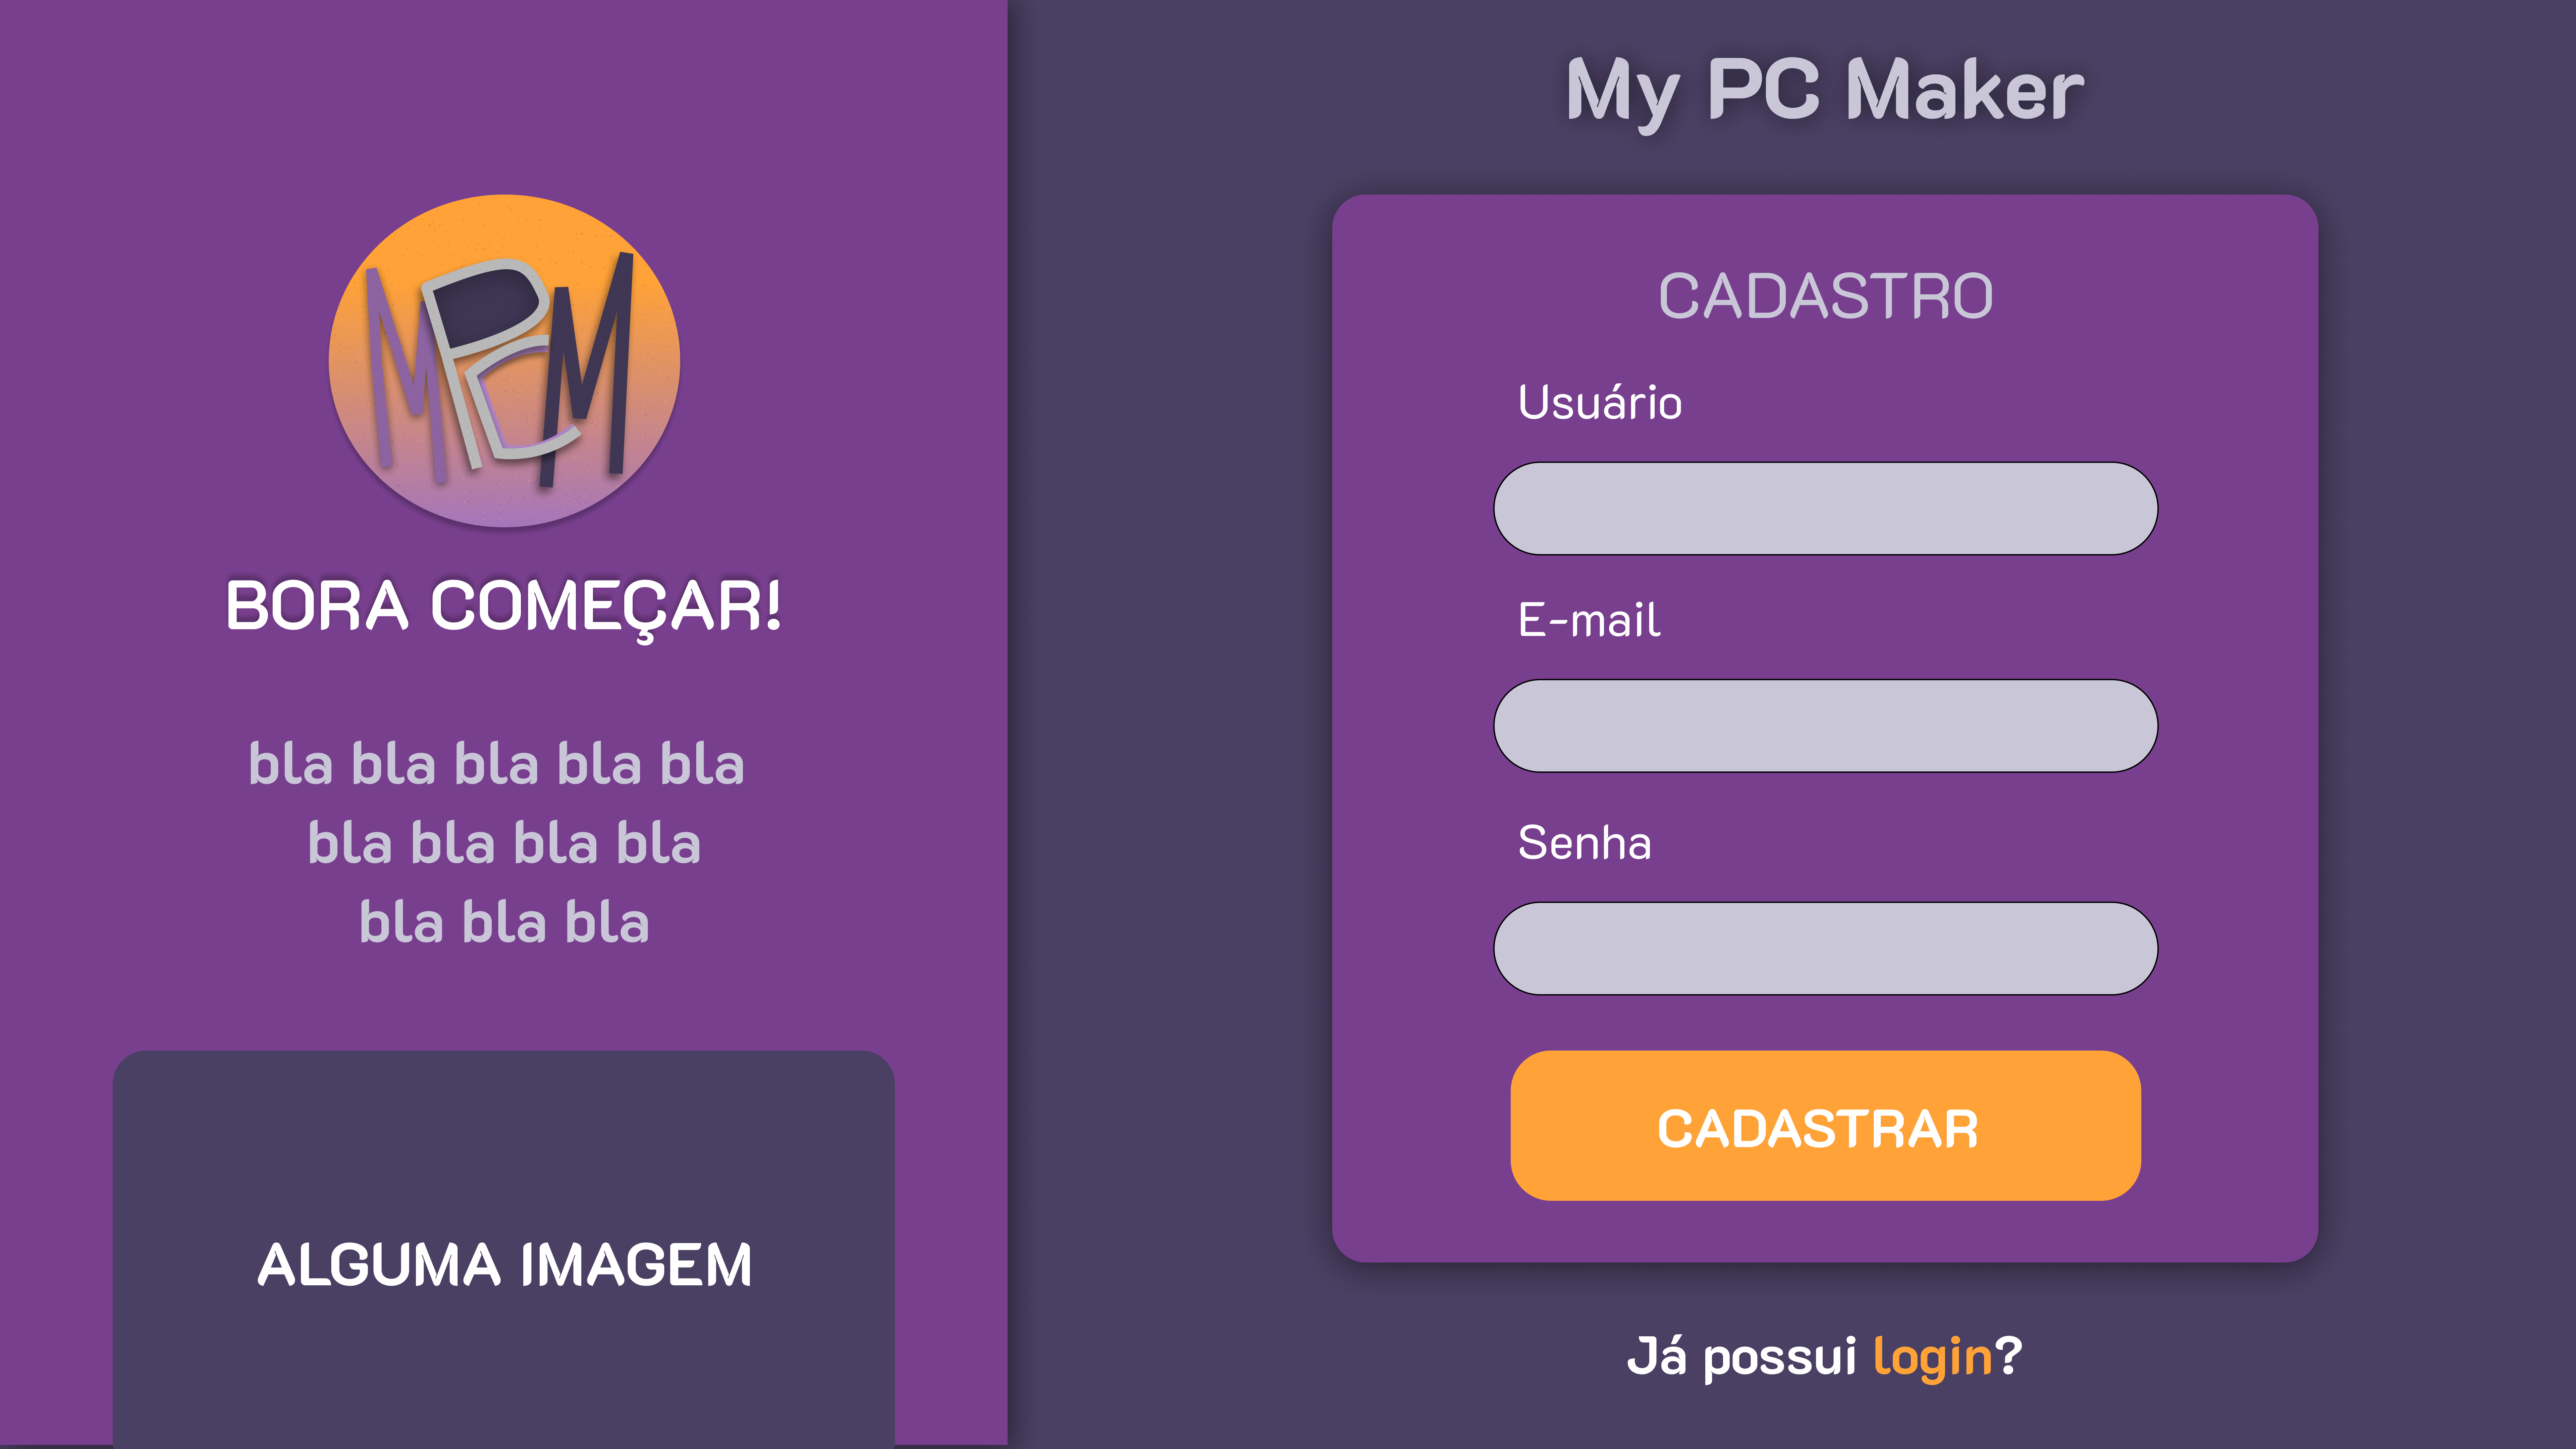 MPCM
BORA COMEÇAR!
bla bla bla bla bla
bla bla bla bla
bla bla bla
ALGUMA IMAGEM
My PC Maker
CADASTRO
Usuário
E-mail
Senha
CADASTRAR
Já possui login?